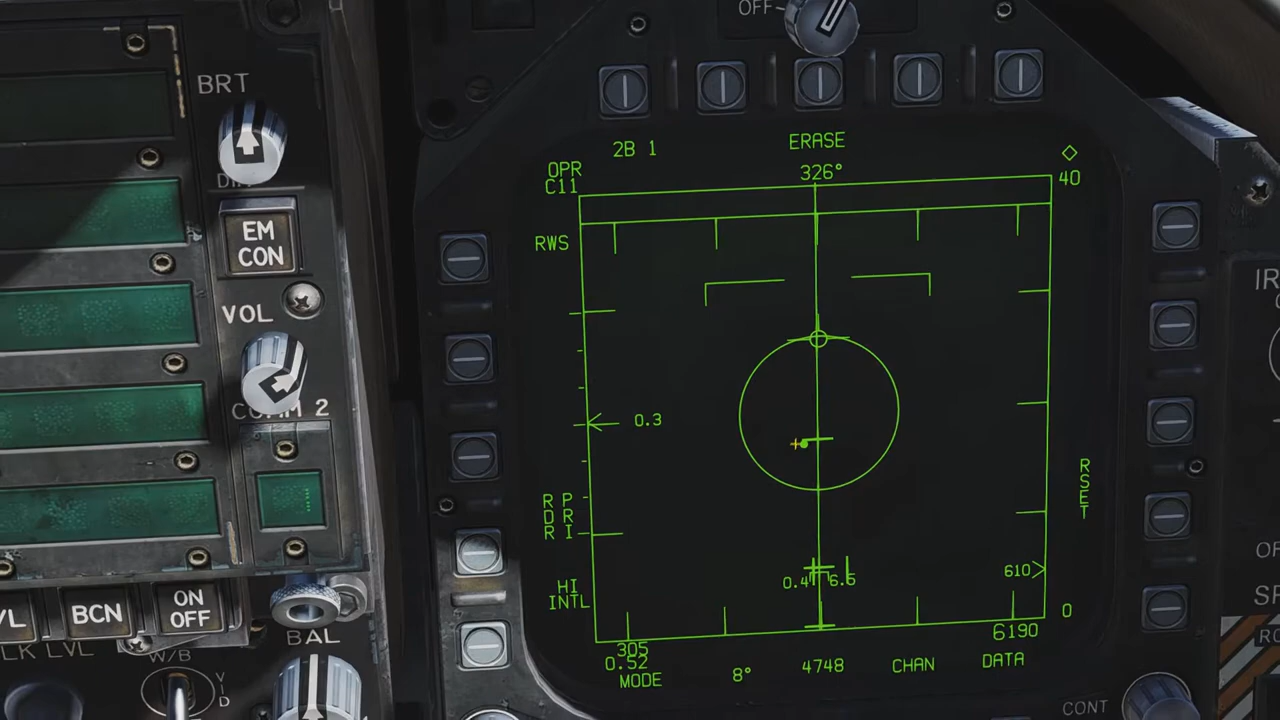 OFF
BRT
EM
CON
VOL
COMM 2
BCN
ON
OFF
BAL
LK LVL
W/B
V
I
D
2B 1
ERASE
OPR
C11
326°
40
RWS
0.3
R P
D R
R I
HI
INTL
RSET
610
0
0.4
6.6
305
0.52
6190
MODE
8°
4748
CHAN
DATA
CONT
IR